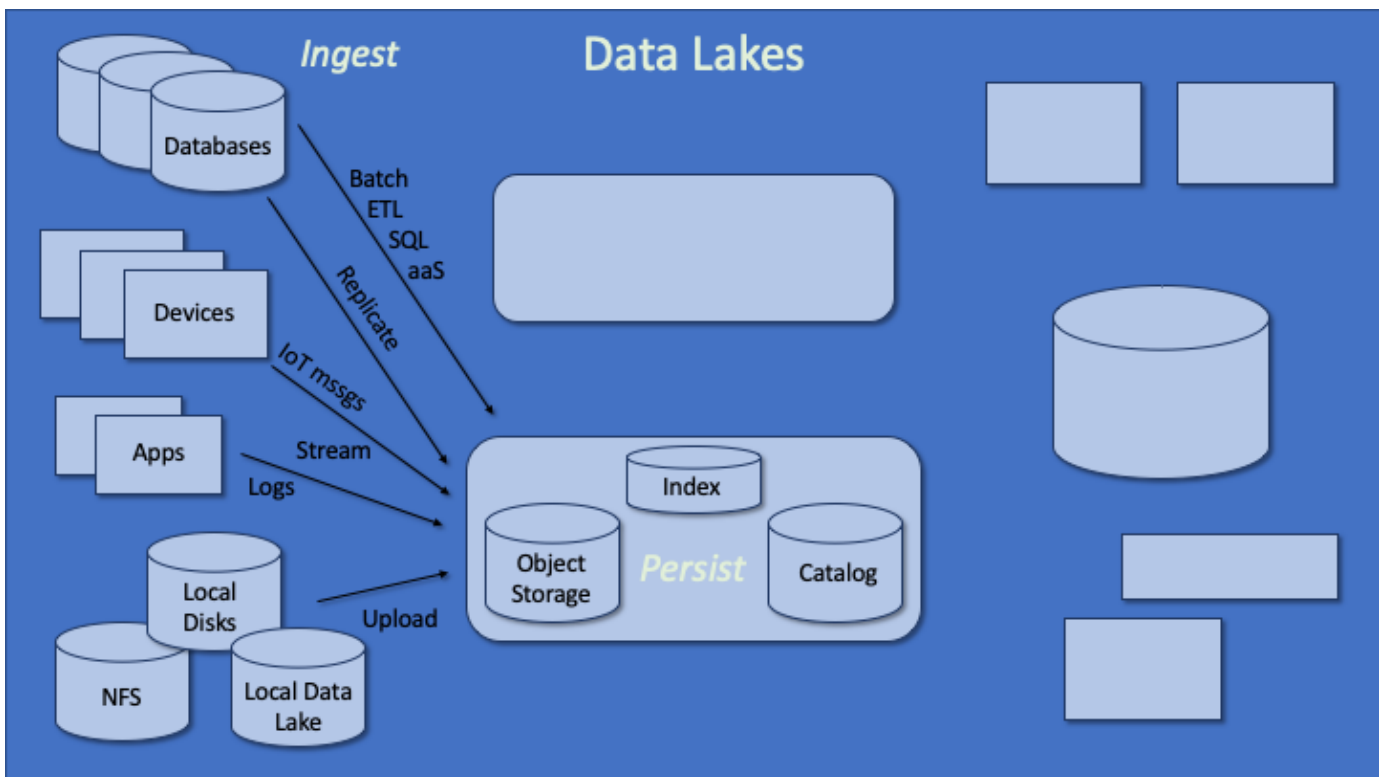 Ingest
Data Lakes
Databases
Batch
ETL
SQL
aaS
Replicate
Devices
IoT mssgs
Apps
Stream
Logs
Index
Object
Storage
Persist
Catalog
Local
Disks
Upload
NFS
Local Data
Lake